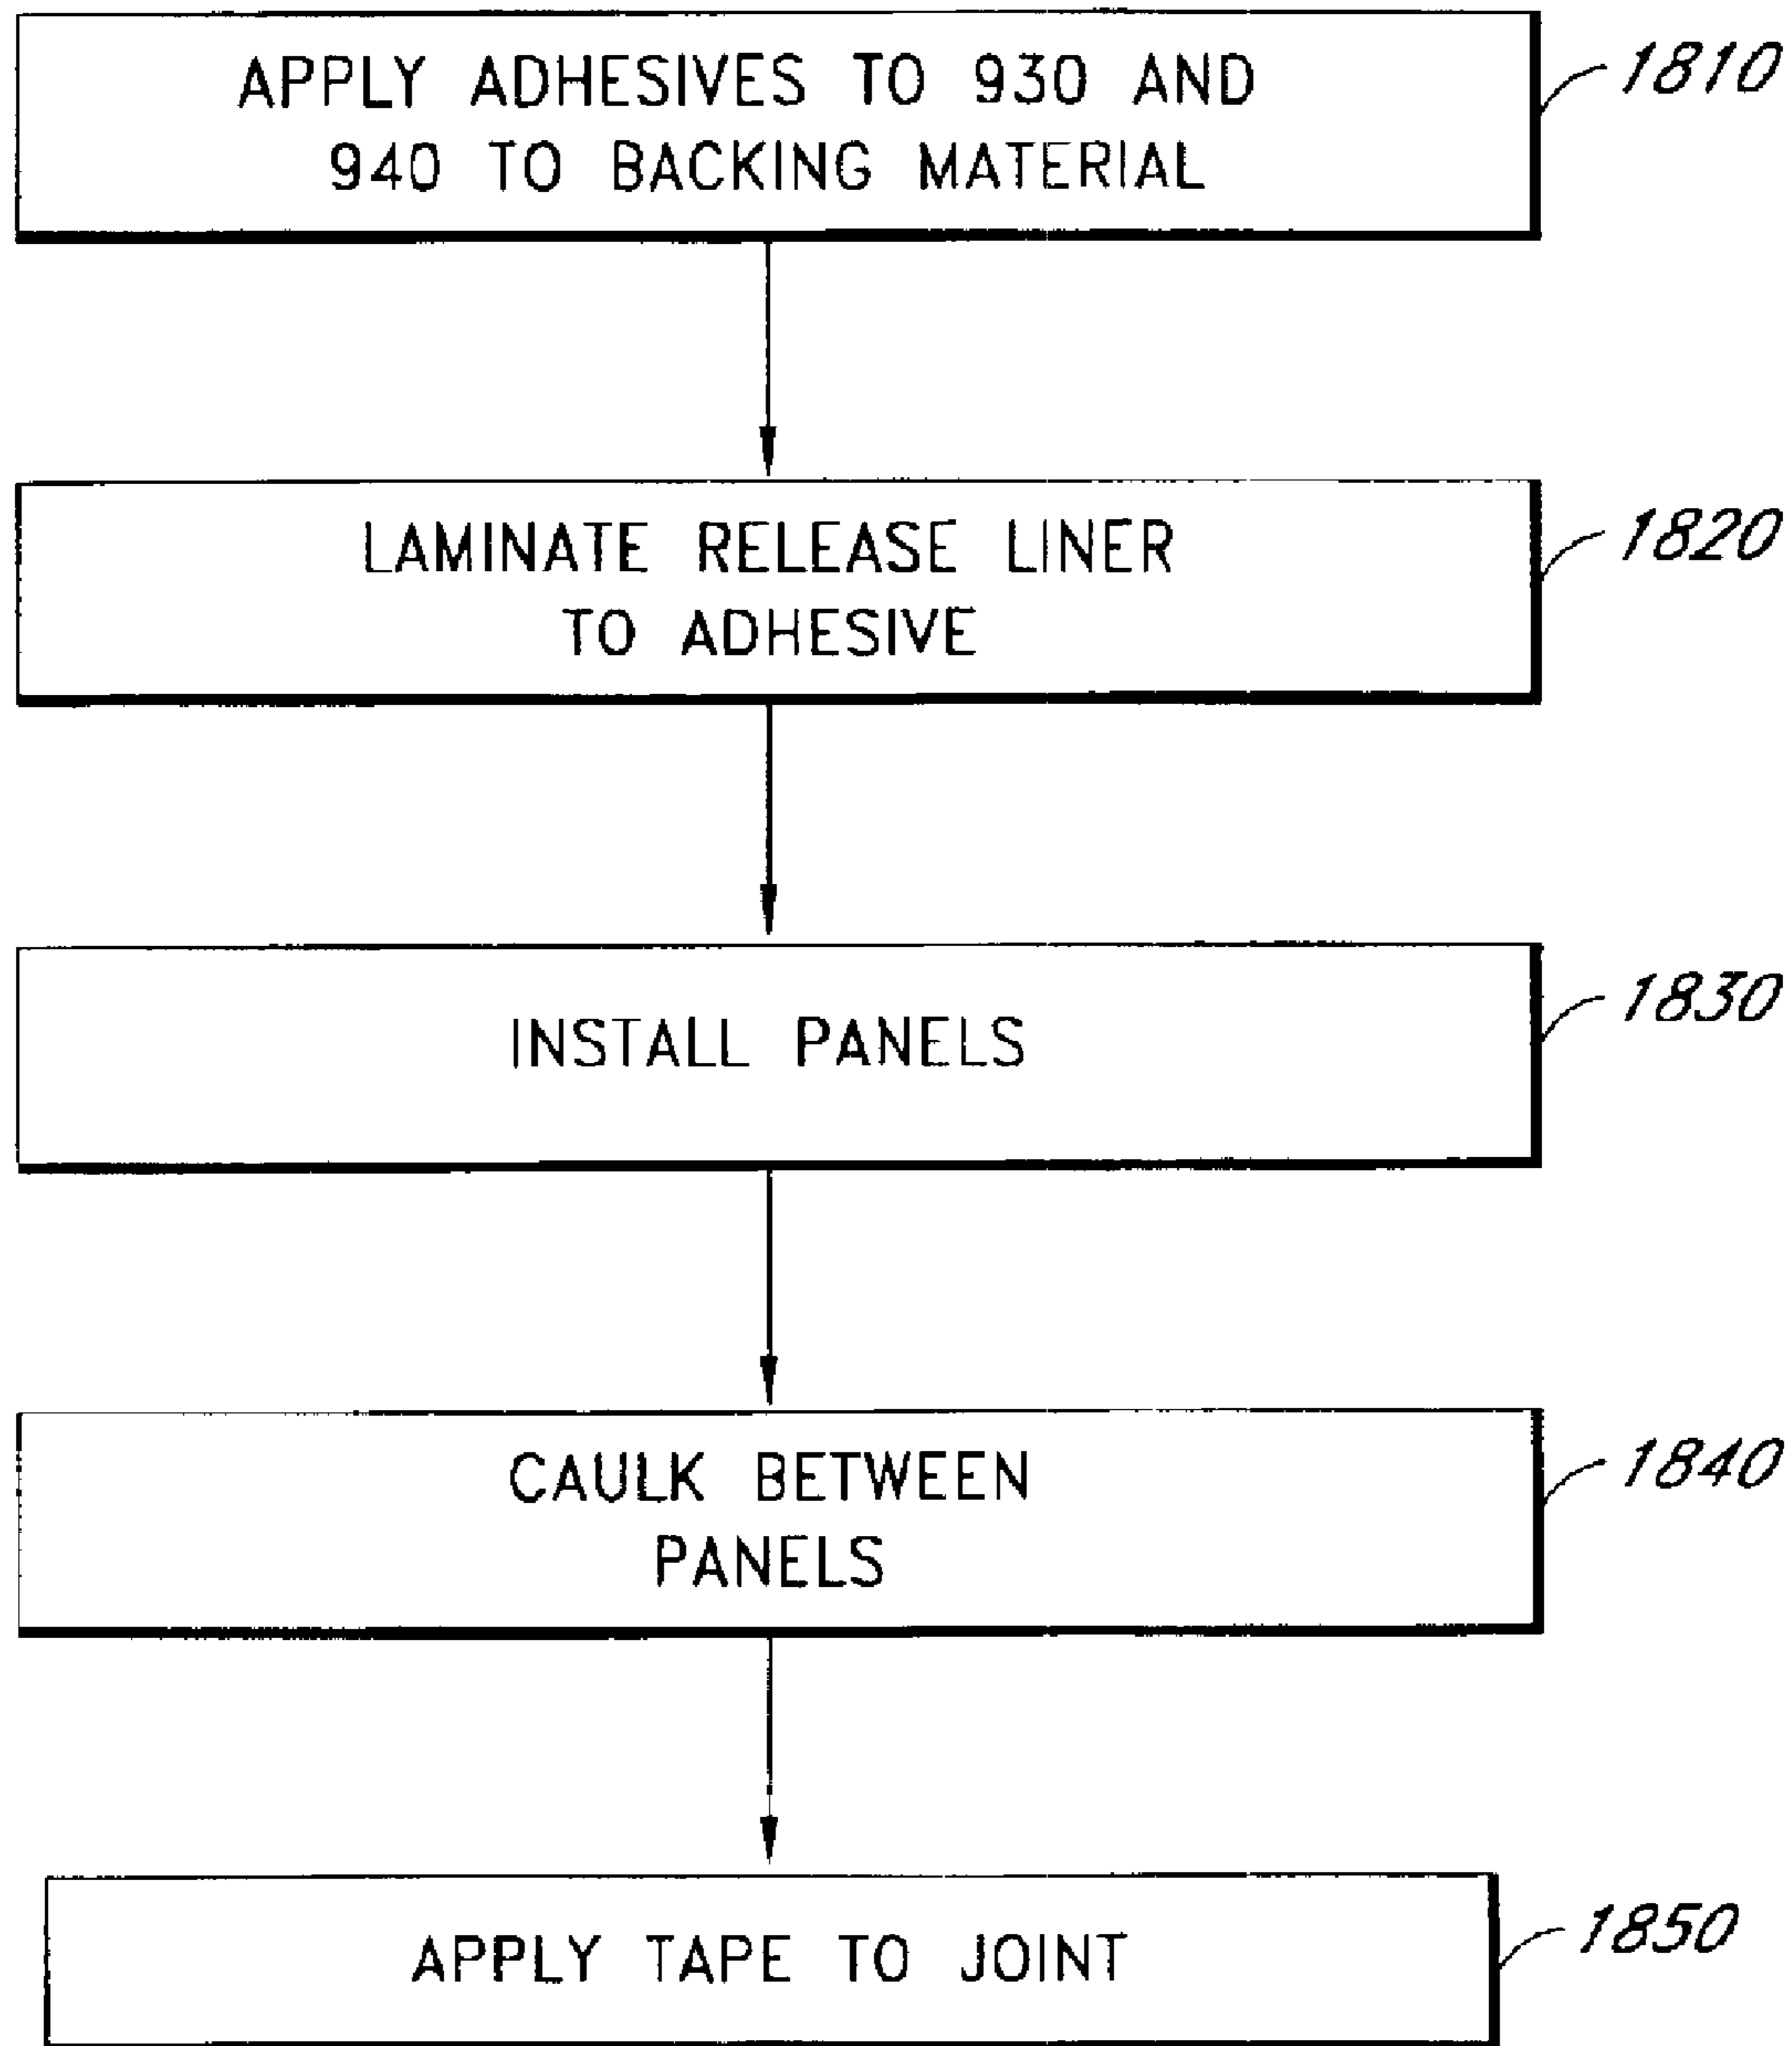 APPLY ADHESIVES TO 930 AND
940 TO BACKING MATERIAL
1810
LAMINATE RELEASE LINER
TO ADHESIVE
1820
INSTALL PANELS
1830
CAULK BETWEEN
PANELS
1840
APPLY TAPE TO JOINT
1850